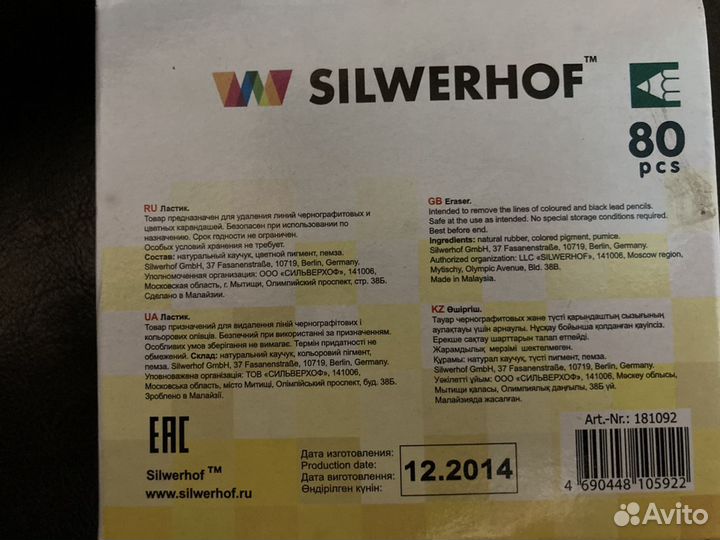 SILWERHOF™
80
pcs
RU Ластик.
Товар предназначен для удаления линий чернографитовых и
цветных карандашей. Безопасен при использовании по
назначению. Срок годности не ограничен.
Особых условий хранения не требует.
Состав: натуральный каучук, цветной пигмент, пемза.
Silwerhof GmbH, 37 Fasanenstraße, 10719, Berlin, Germany.
Уполномоченная организация: ООО «СИЛЬВЕРХОФ», 141006,
Московская область, г. Мытищи, Олимпийский проспект, стр. 38Б.
Сделано в Малайзии.
GB Eraser.
Intended to remove the lines of coloured and black lead pencils.
Safe at the use as intended. No special storage conditions required.
Best before end.
Ingredients: natural rubber, colored pigment, pumice.
Silwerhof GmbH, 37 Fasanenstraße, 10719, Berlin, Germany.
Authorized organization: LLC «SILWERHOF», 141006, Moscow region,
Mytischy, Olympic Avenue, Bld. 38B.
Made in Malaysia.
UA Ластик.
Товар призначений для видалення ліній чернографітових і
кольорових олівців. Безпечний при використанні за призначенням.
Особливих умов зберігання не вимагає. Термін придатності не
обмежений. Склад: натуральний каучук, кольоровий пігмент,
пемза. Silwerhof GmbH, 37 Fasanenstraße, 10719, Berlin, Germany.
Уповноважена організація: ТОВ «СИЛЬВЕРХОФ», 141006,
Московська область, місто Митищі, Олімпійський проспект, буд. 38Б.
Зроблено в Малайзії.
KZ Өшіргіш.
Тауар чернографитовых және түсті қарындаштың сызығының
аулақтауы үшін арналулы. Нұсқау бойынша қолданған қауіпсіз.
Ерекше сақтау шарттарын талап етпейді.
Жарамдылық мерзімі шектелмеген.
Құрамы: натурал каучук, түсті пигмент, пемза.
Silwerhof GmbH, 37 Fasanenstraße, 10719, Berlin, Germany.
Уәкілетті ұйым: ООО «СИЛЬВЕРХОФ», 141006, Мәскеу облысы,
Мытищи қаласы, Олимпиялық даңғылы, 38Б үй.
Малайзияда жасалған.
EAC
Silwerhof ™
www.silwerhof.ru
Дата изготовления:
Production date:
Дата виготовлення:
Өндірілген күнін:
12.2014
Art.-Nr.: 181092
4 690448 105922
Avito